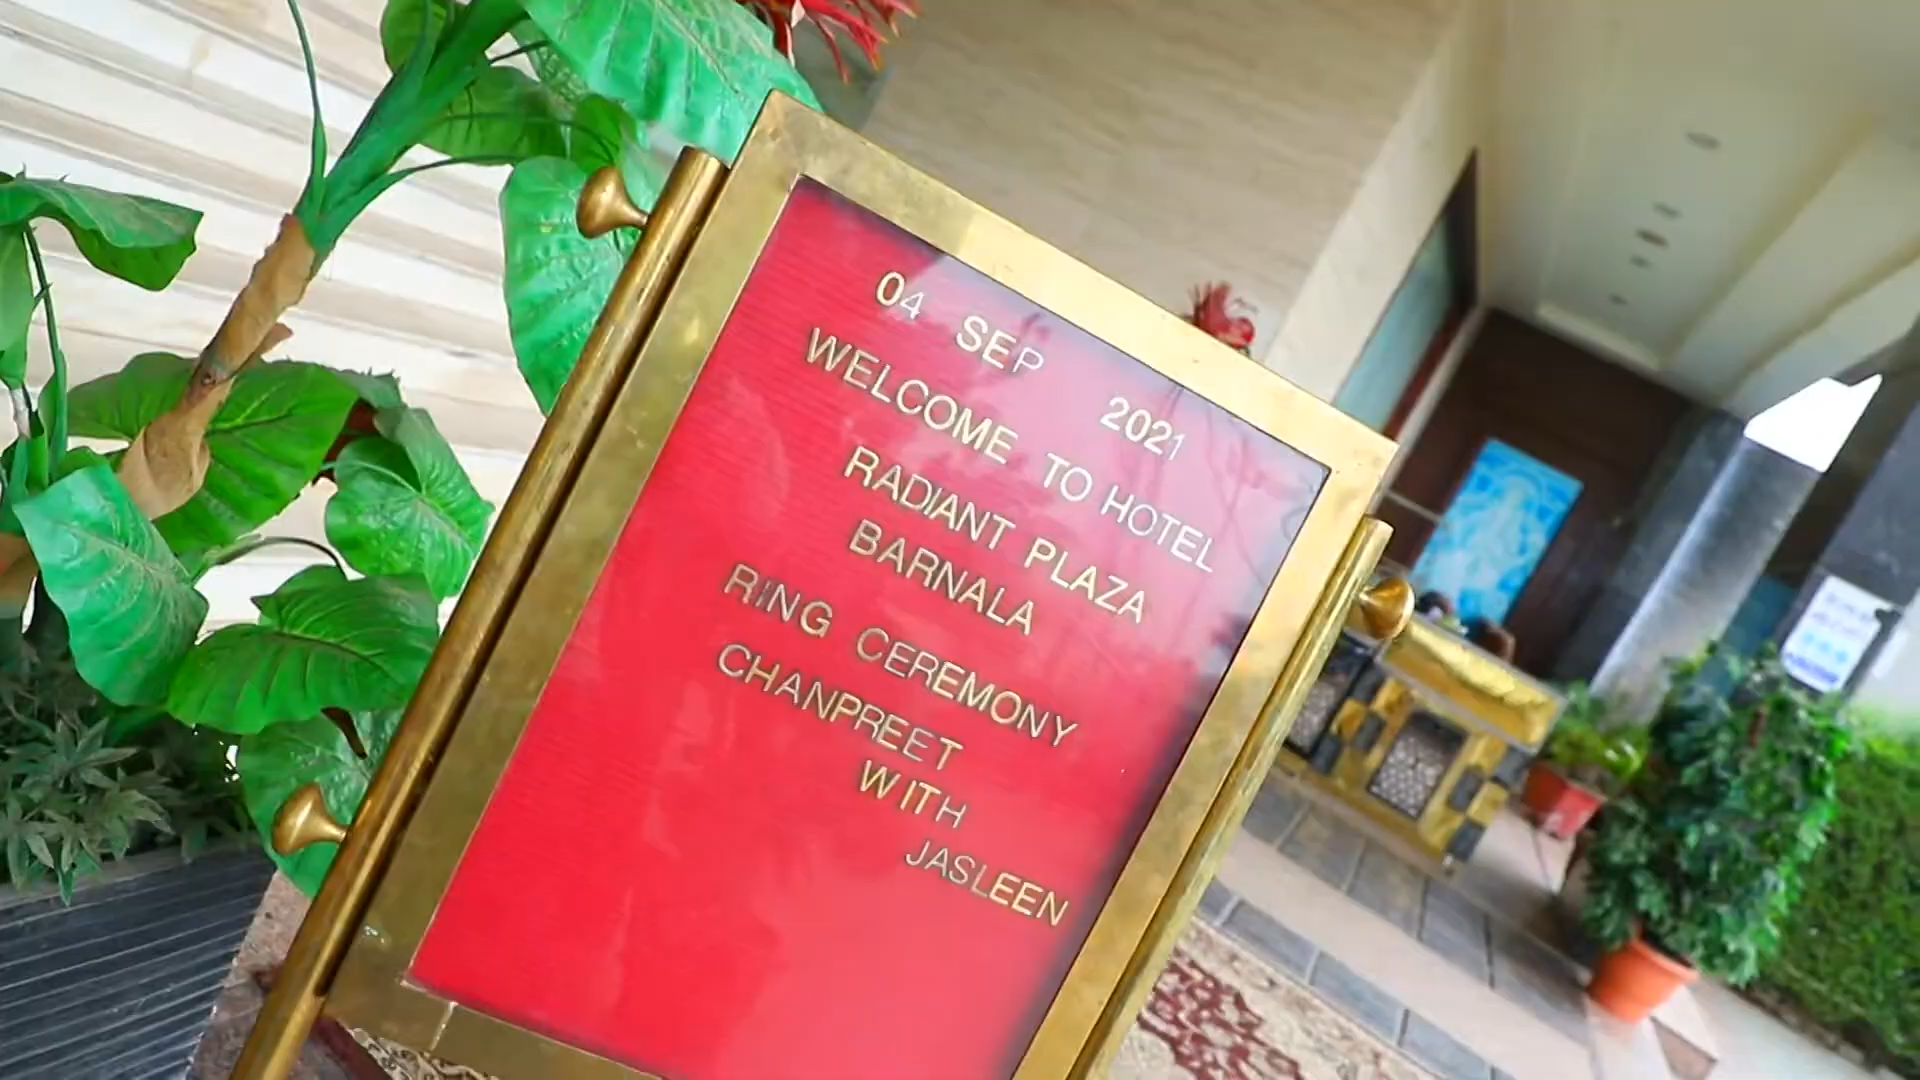 04 SEP 2021
WELCOME TO HOTEL
RADIANT PLAZA
BARNALA
RING CEREMONY
CHANPREET
WITH
JASLEEN